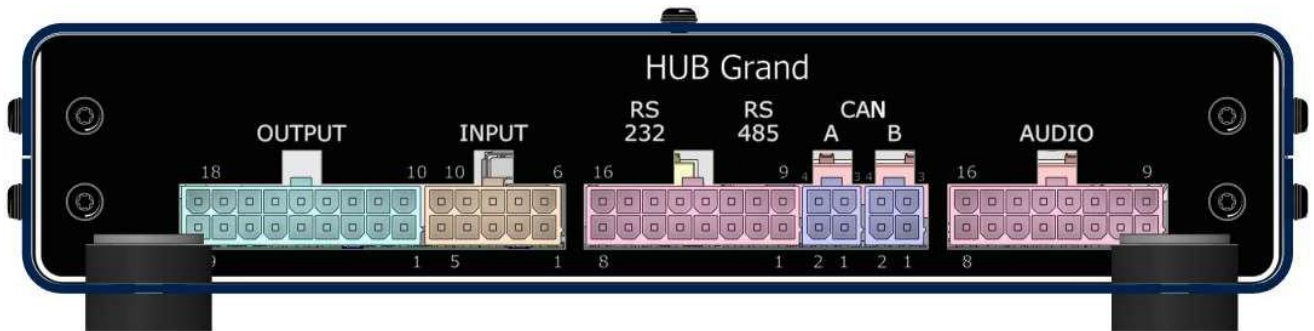 HUB Grand
RS RS CAN
232 485 A B
OUTPUT INPUT AUDIO
18 10 10 6 16 9 4 3 4 3 16 9
9 1 5 1 8 1 2 1 2 1 8